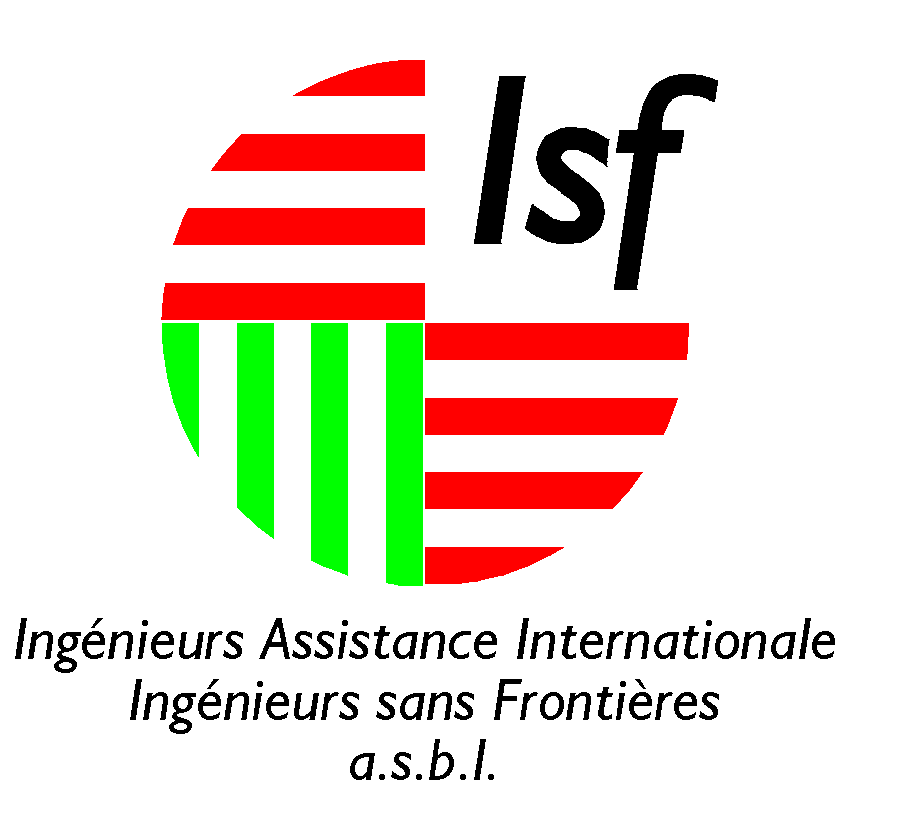 Isf
Ingénieurs Assistance Internationale
Ingénieurs sans Frontières
a.s.b.l.